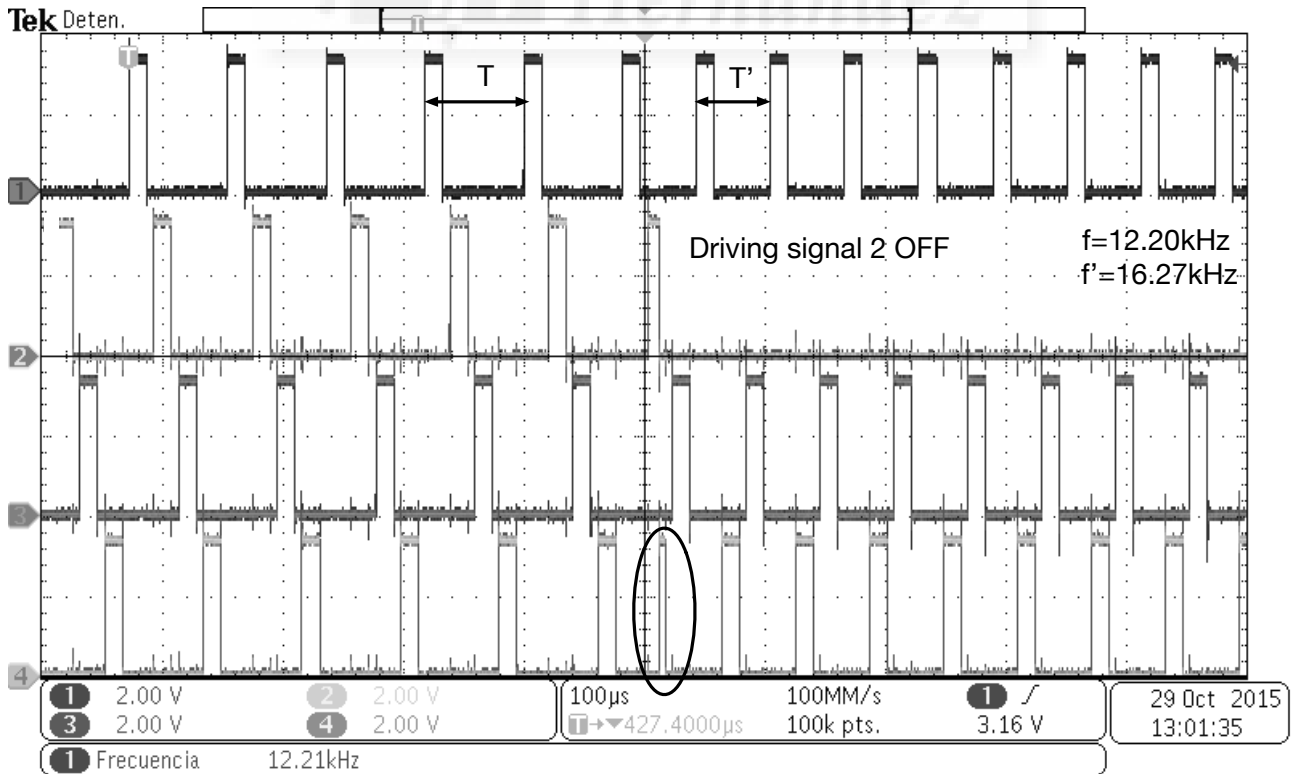 Tek Deten.
T
T
T T'
1
Driving signal 2 OFF
f=12.20kHz
f'=16.27kHz
2
3
4
1 2.00 V 2 2.00 V
3 2.00 V 4 2.00 V
100µs 100MM/s 1
T→▼427.4000µs 100k pts. 3.16 V
29 Oct 2015
13:01:35
1 Frecuencia 12.21kHz